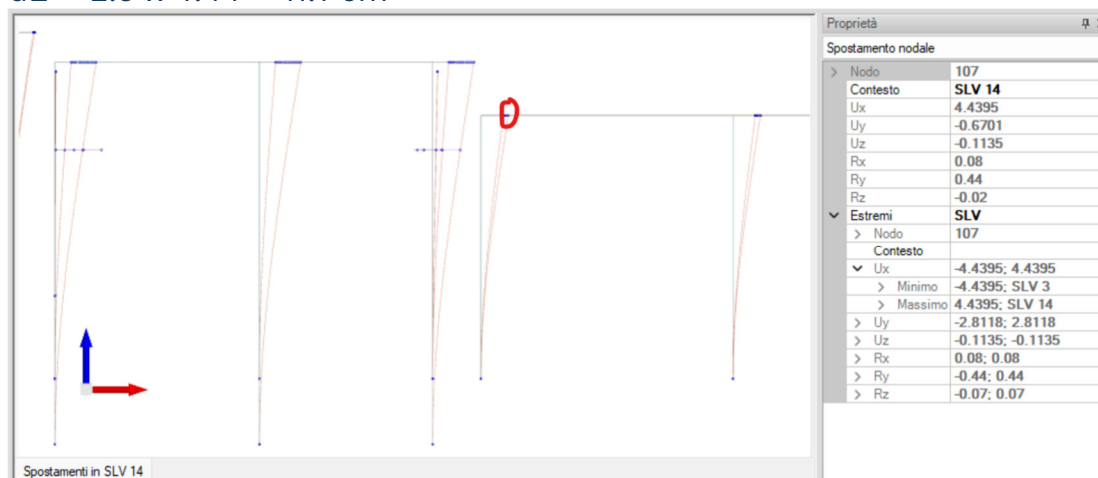 Proprietà
Spostamento nodale
Nodo 107
Contesto SLV 14
Ux 4.4395
Uy -0.6701
Uz -0.1135
Rx 0.08
Ry 0.44
Rz -0.02
Estremi SLV
Nodo 107
Contesto
Ux -4.4395; 4.4395
Minimo -4.4395; SLV 3
Massimo 4.4395; SLV 14
Uy -2.8118; 2.8118
Uz -0.1135; -0.1135
Rx 0.08; 0.08
Ry -0.44; 0.44
Rz -0.07; 0.07
Spostamenti in SLV 14